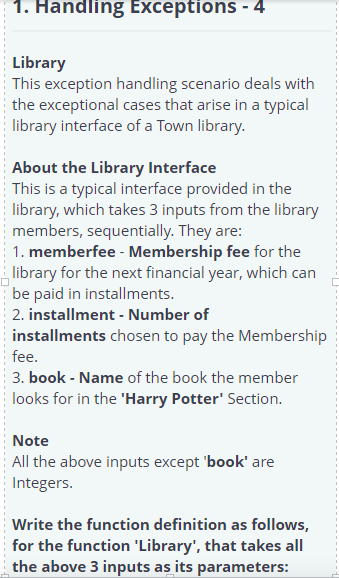 1. Handling Exceptions - 4
Library
This exception handling scenario deals with
the exceptional cases that arise in a typical
library interface of a Town library.
About the Library Interface
This is a typical interface provided in the
library, which takes 3 inputs from the library
members, sequentially. They are:
1. memberfee - Membership fee for the
library for the next financial year, which can
be paid in installments.
2. installment - Number of
installments chosen to pay the Membership
fee.
3. book - Name of the book the member
looks for in the 'Harry Potter' Section.
Note
All the above inputs except 'book' are
Integers.
Write the function definition as follows,
for the function 'Library', that takes all
the above 3 inputs as its parameters: